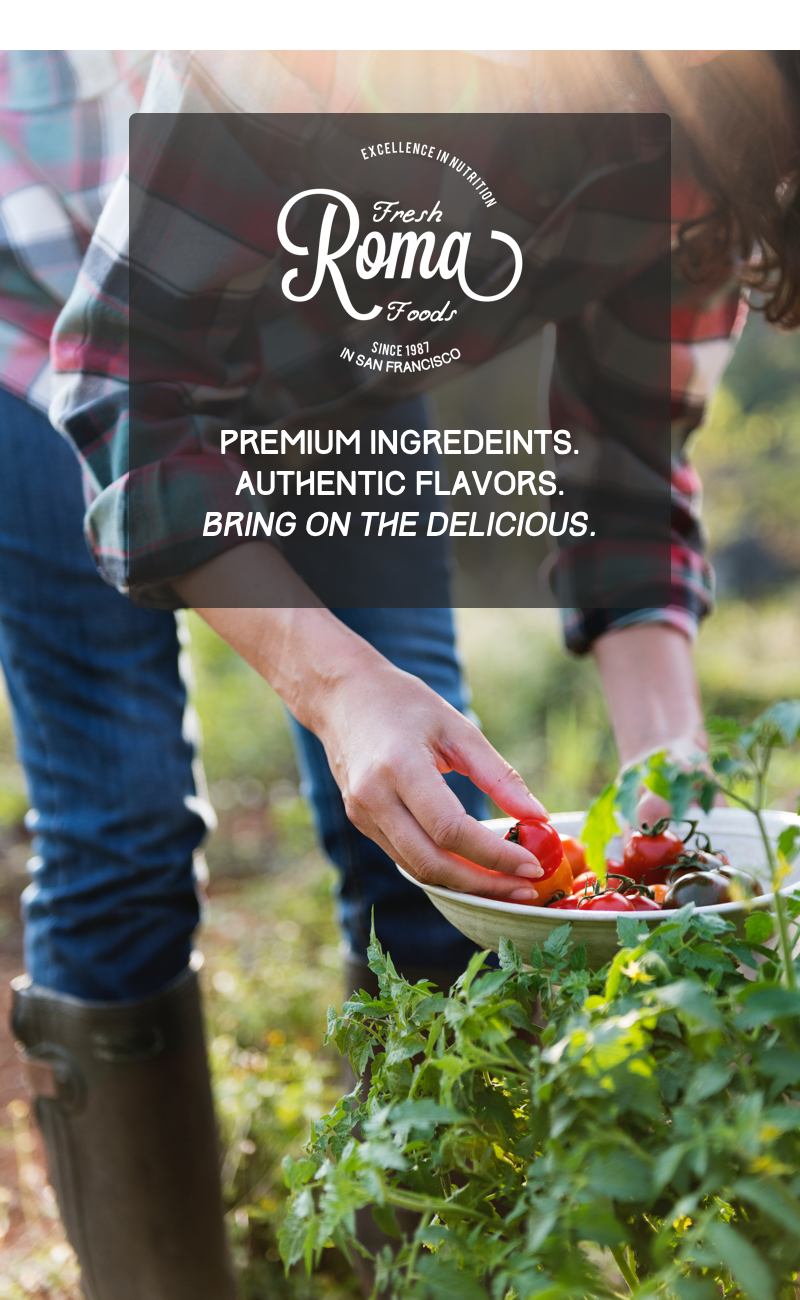 EXCELLENCE IN NUTRITION
Fresh
Roma
Foods
SINCE 1987
IN SAN FRANCISCO
PREMIUM INGREDEINTS.
AUTHENTIC FLAVORS.
BRING ON THE DELICIOUS.